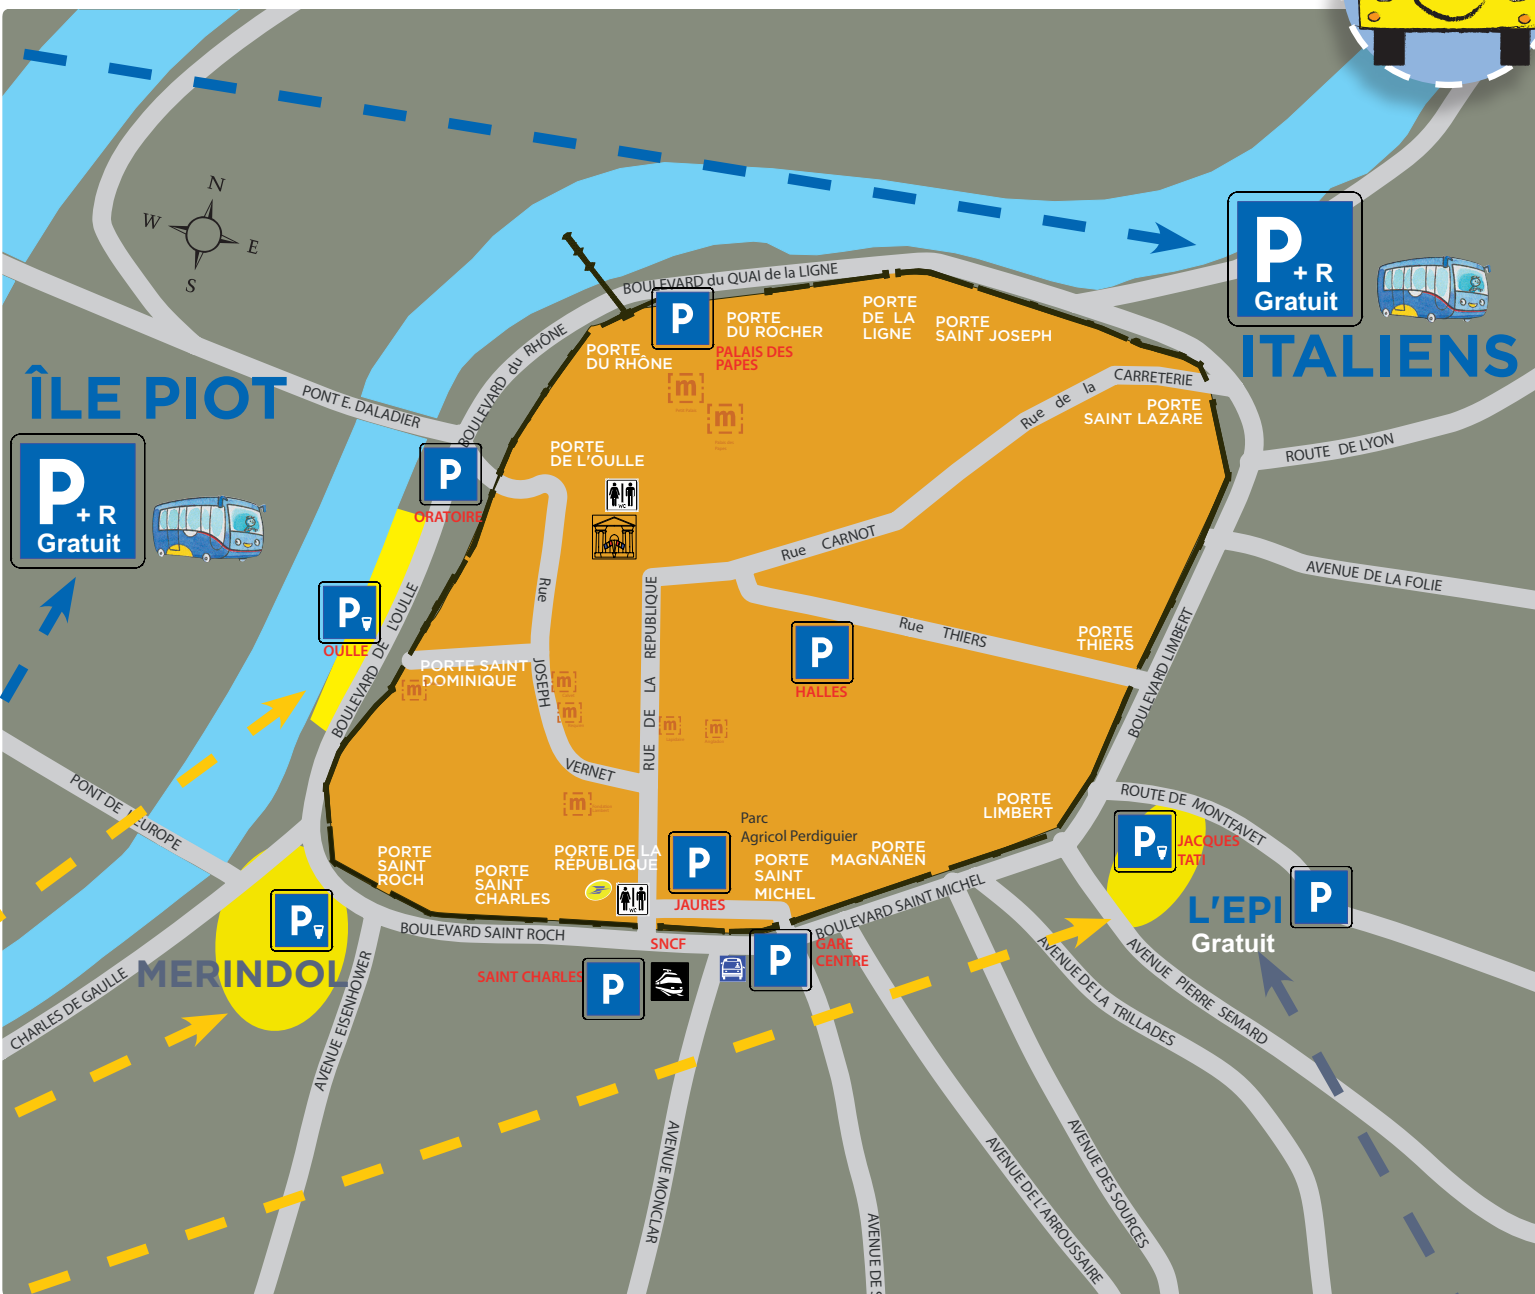 N
W
E
S
BOULEVARD du QUAI de la LIGNE
P
PORTE
DU ROCHER
PALAIS DES
PAPES
PORTE
DE LA
LIGNE
PORTE
SAINT JOSEPH
P
+ R
Gratuit
ITALIENS
PORTE
DU RHÔNE
BOULEVARD du RHÔNE
m
m
Rue de la CARRETERIE
PORTE
SAINT LAZARE
ROUTE DE LYON
ÎLE PIOT
P
+ R
Gratuit
PONT E. DALADIER
P
ORATOIRE
PORTE
DE L'OULLE
WC
Rue CARNOT
AVENUE DE LA FOLIE
P
OULLE
BOULEVARD DE L'OULLE
Rue JOSEPH VERNET
RUE DE LA REPUBLIQUE
Rue THIERS
PORTE
THIERS
P
HALLES
BOULEVARD LIMBERT
PORTE SAINT
DOMINIQUE
m
m
m
m
m
m
PONT DE L'EUROPE
PORTE
LIMBERT
ROUTE DE MONTFAVET
Parc
Agricol Perdiguier
PORTE
SAINT
ROCH
PORTE
SAINT
CHARLES
PORTE DE LA
RÉPUBLIQUE
WC
P
JAURES
PORTE
SAINT
MICHEL
PORTE
MAGNANEN
P
JACQUES
TATI
L'EPI
Gratuit
P
P
MERINDOL
BOULEVARD SAINT ROCH
SNCF
BOULEVARD SAINT MICHEL
P
GARE
CENTRE
SAINT CHARLES
P
CHARLES DE GAULLE
AVENUE EISENHOWER
AVENUE MONCLAR
AVENUE DE S
AVENUE DE L'ARROUSSAIRE
AVENUE DES SOURCES
AVENUE DE LA TRILLADES
AVENUE PIERRE SEMARD